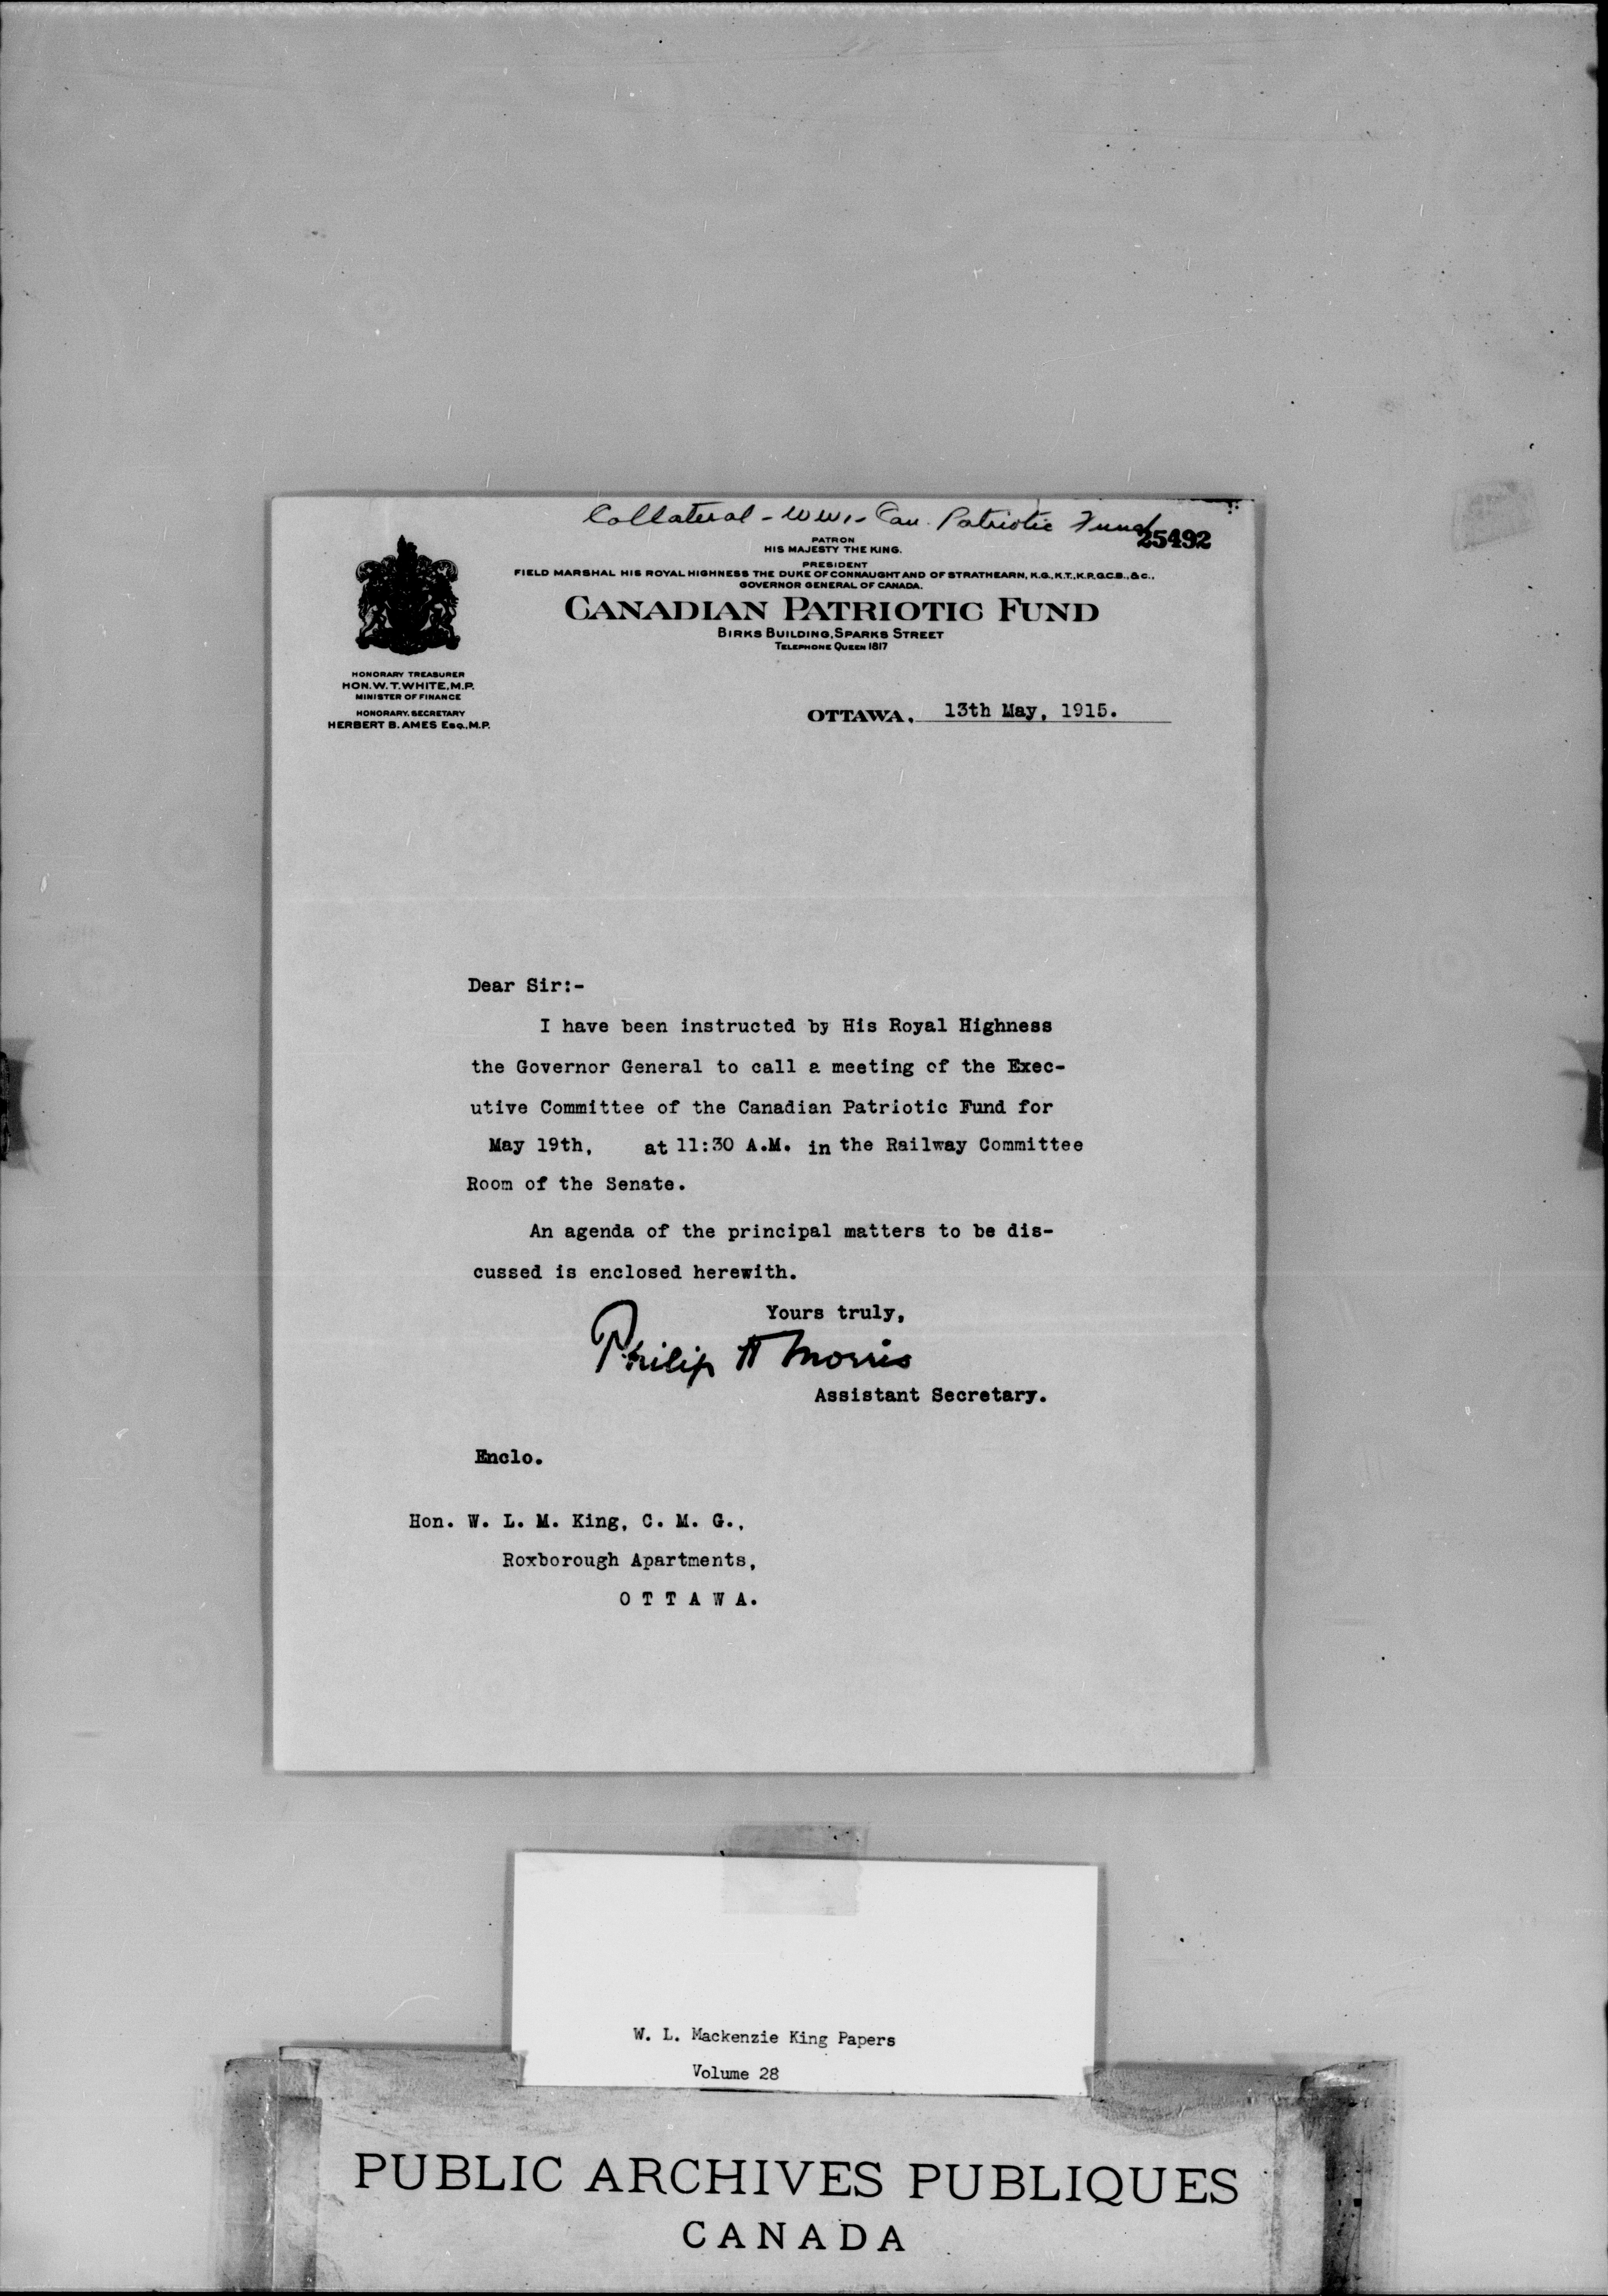 Collateral - WW1 - Can. Patriotic Fund
25492
PATRON
HIS MAJESTY THE KING.
PRESIDENT
FIELD MARSHAL HIS ROYAL HIGHNESS THE DUKE OF CONNAUGHT AND OF STRATHEARN, K.G., K.T., K.P., G.C.B., &C.,
GOVERNOR GENERAL OF CANADA.
CANADIAN PATRIOTIC FUND
BIRKS BUILDING, SPARKS STREET
TELEPHONE QUEEN 1817
HONORARY TREASURER
HON. W. T. WHITE, M.P.
MINISTER OF FINANCE
HONORARY. SECRETARY
HERBERT B. AMES ESQ., M.P.
OTTAWA, 13th May, 1915.
Dear Sir:-
I have been instructed by His Royal Highness
the Governor General to call a meeting of the Exec-
utive Committee of the Canadian Patriotic Fund for
May 19th, at 11:30 A.M. in the Railway Committee
Room of the Senate.
An agenda of the principal matters to be dis-
cussed is enclosed herewith.
Yours truly,
Philip H Morris
Assistant Secretary.
Enclo.
Hon. W. L. M. King, C. M. G.,
Roxborough Apartments,
O T T A W A.
W. L. Mackenzie King Papers
Volume 28
PUBLIC ARCHIVES PUBLIQUES
CANADA